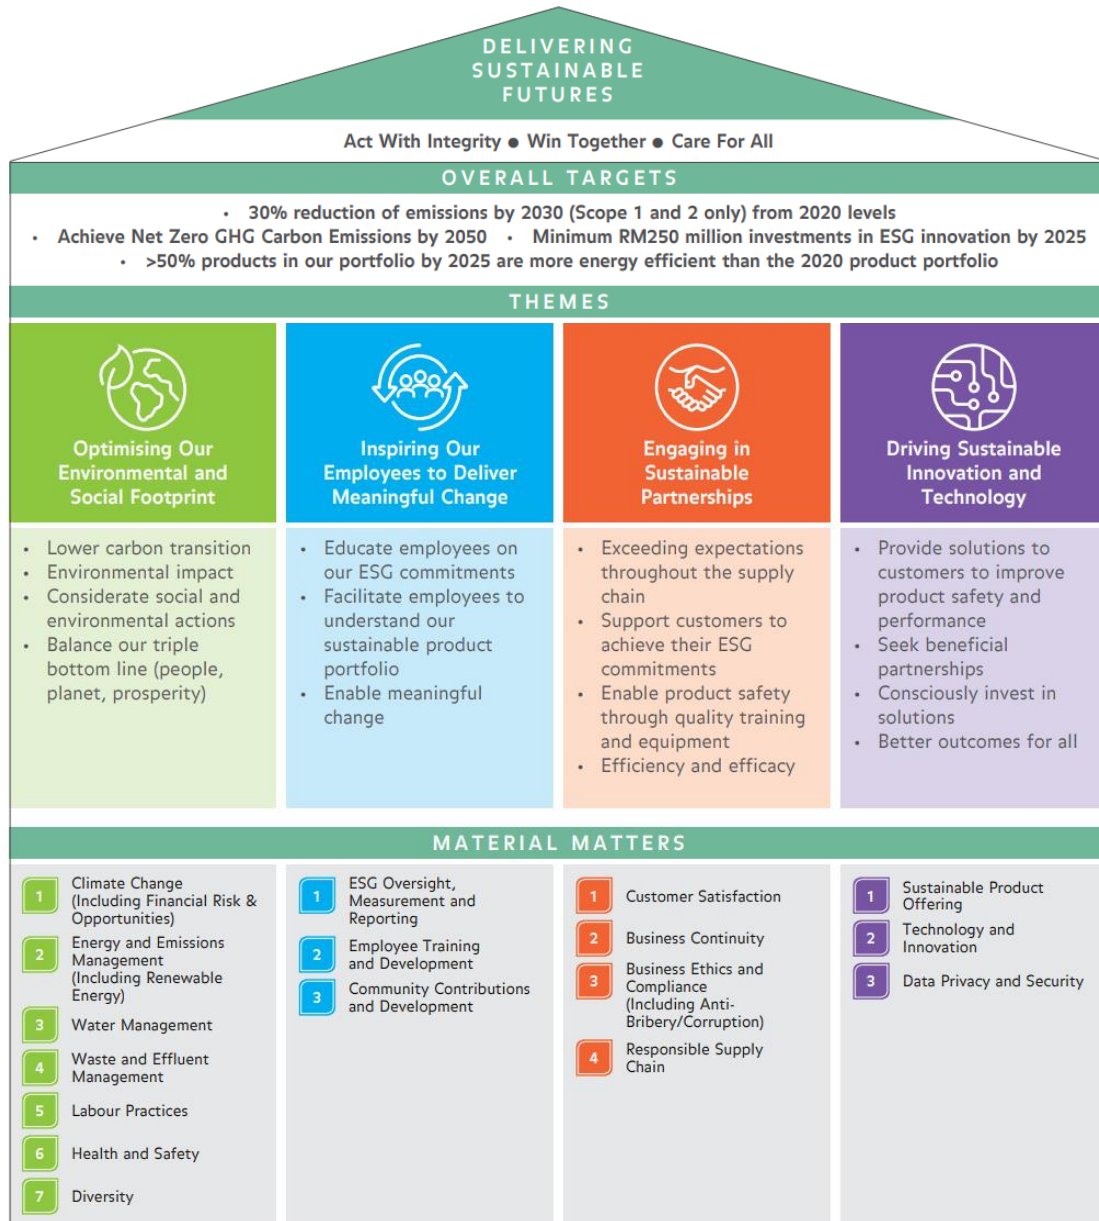 DELIVERING
SUSTAINABLE
FUTURES
Act With Integrity ● Win Together ● Care For All
OVERALL TARGETS
• 30% reduction of emissions by 2030 (Scope 1 and 2 only) from 2020 levels
• Achieve Net Zero GHG Carbon Emissions by 2050 • Minimum RM250 million investments in ESG innovation by 2025
• >50% products in our portfolio by 2025 are more energy efficient than the 2020 product portfolio
THEMES
Optimising Our
Environmental and
Social Footprint
• Lower carbon transition
• Environmental impact
• Considerate social and
environmental actions
• Balance our triple
bottom line (people,
planet, prosperity)
Inspiring Our
Employees to Deliver
Meaningful Change
• Educate employees on
our ESG commitments
• Facilitate employees to
understand our
sustainable product
portfolio
• Enable meaningful
change
Engaging in
Sustainable
Partnerships
• Exceeding expectations
throughout the supply
chain
• Support customers to
achieve their ESG
commitments
• Enable product safety
through quality training
and equipment
• Efficiency and efficacy
Driving Sustainable
Innovation and
Technology
• Provide solutions to
customers to improve
product safety and
performance
• Seek beneficial
partnerships
• Consciously invest in
solutions
• Better outcomes for all
MATERIAL MATTERS
1 Climate Change
(Including Financial Risk &
Opportunities)
2 Energy and Emissions
Management
(Including Renewable
Energy)
3 Water Management
4 Waste and Effluent
Management
5 Labour Practices
6 Health and Safety
7 Diversity
1 ESG Oversight,
Measurement and
Reporting
2 Employee Training
and Development
3 Community Contributions
and Development
1 Customer Satisfaction
2 Business Continuity
3 Business Ethics and
Compliance
(Including Anti-
Bribery/Corruption)
4 Responsible Supply
Chain
1 Sustainable Product
Offering
2 Technology and
Innovation
3 Data Privacy and Security